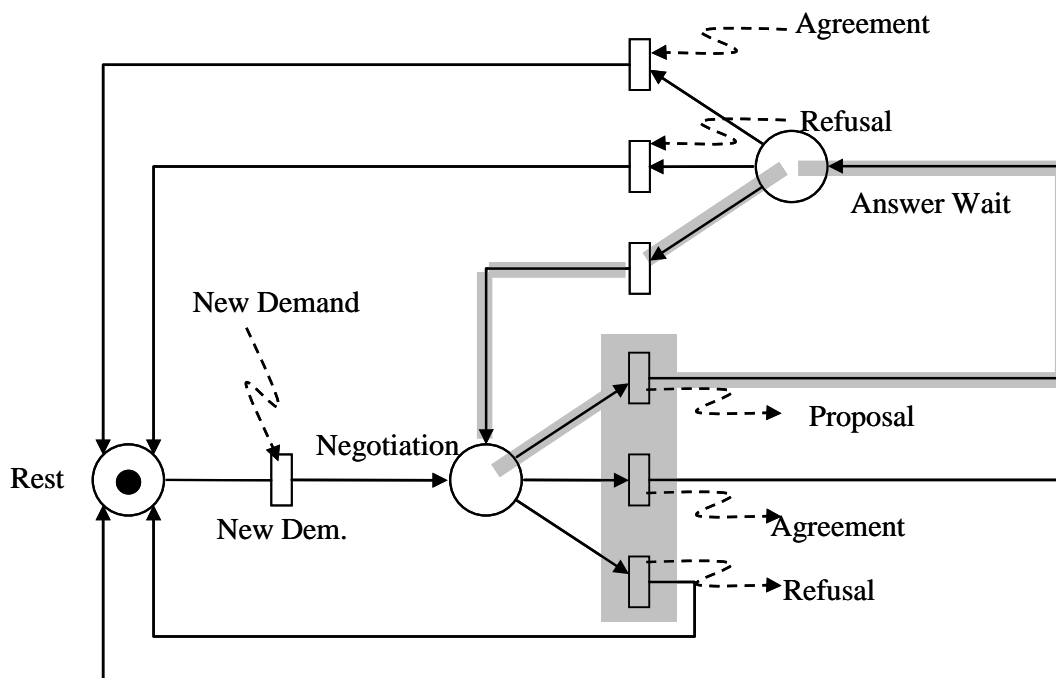 Agreement
Refusal
Answer Wait
New Demand
Proposal
Negotiation
Rest
New Dem.
Agreement
Refusal